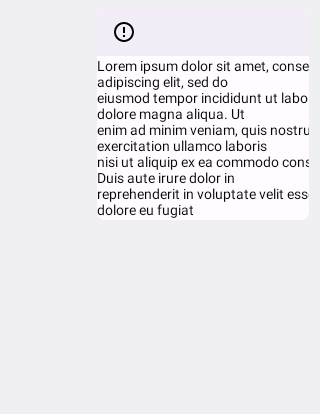 Lorem ipsum dolor sit amet, conse
adipiscing elit, sed do
eiusmod tempor incididunt ut labo
dolore magna aliqua. Ut
enim ad minim veniam, quis nostru
exercitation ullamco laboris
nisi ut aliquip ex ea commodo cons
Duis aute irure dolor in
reprehenderit in voluptate velit ess
dolore eu fugiat